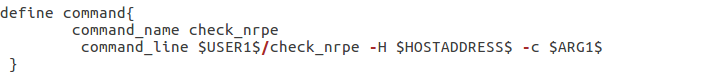 define command{
        command_name check_nrpe
         command_line $USER1$/check_nrpe -H $HOSTADDRESS$ -c $ARG1$
 }